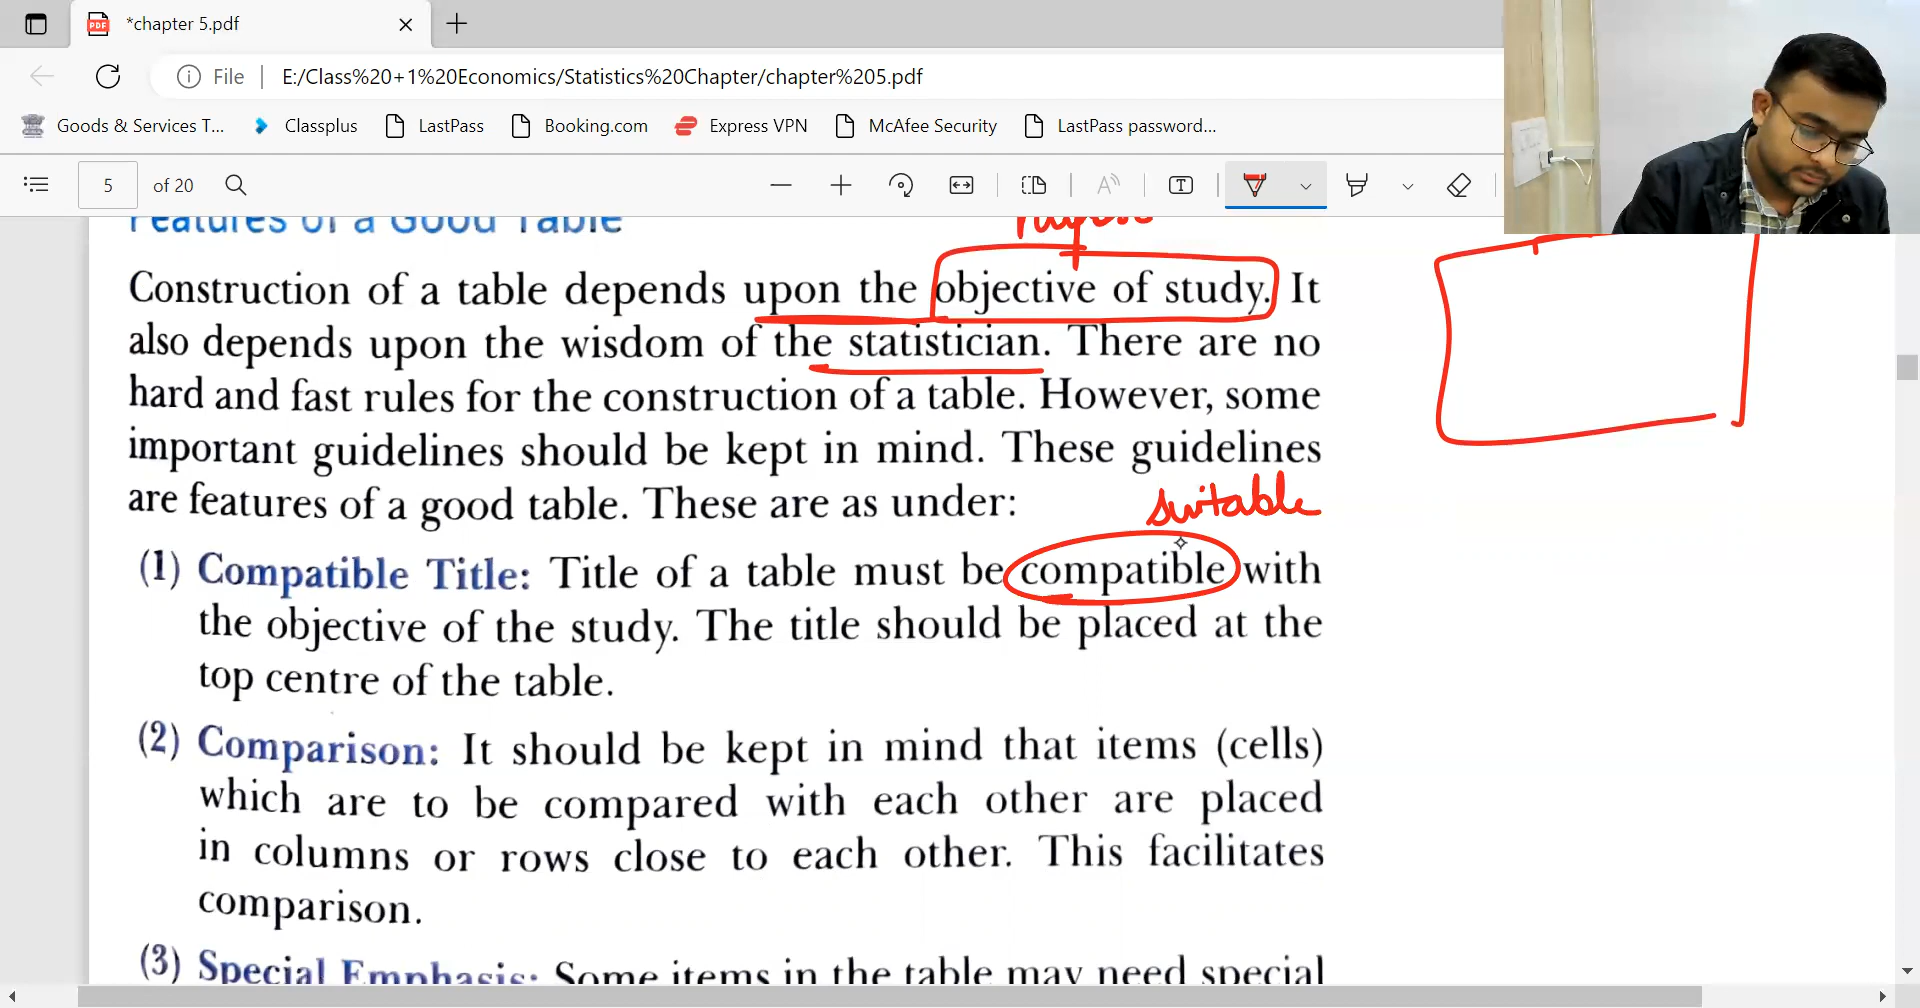 *chapter 5.pdf
File E:/Class%20+1%20Economics/Statistics%20Chapter/chapter%205.pdf
Goods & Services T... Classplus LastPass Booking.com Express VPN McAfee Security LastPass password...
5 of 20
Features of a Good Table
Construction of a table depends upon the objective of study. It
also depends upon the wisdom of the statistician. There are no
hard and fast rules for the construction of a table. However, some
important guidelines should be kept in mind. These guidelines
are features of a good table. These are as under:
suitable
(1) Compatible Title: Title of a table must be compatible with
the objective of the study. The title should be placed at the
top centre of the table.
(2) Comparison: It should be kept in mind that items (cells)
which are to be compared with each other are placed
in columns or rows close to each other. This facilitates
comparison.
(3) Special Emphasis: Some items in the table may need special